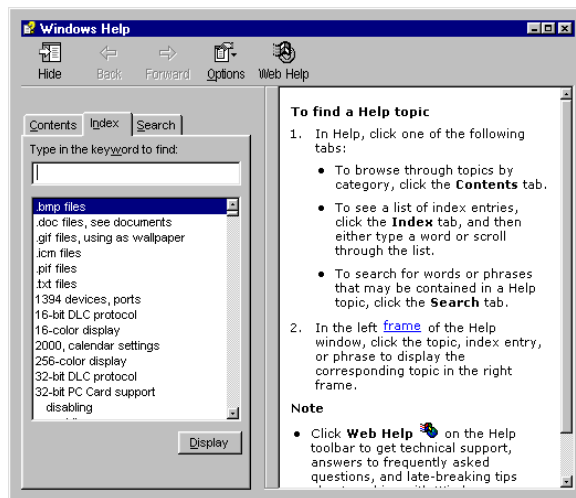 Windows Help
Hide Back Forward Options Web Help
Contents Index Search
Type in the keyword to find:
.bmp files
.doc files, see documents
.gif files, using as wallpaper
.icm files
.pif files
.txt files
1394 devices, ports
16-bit DLC protocol
16-color display
2000, calendar settings
256-color display
32-bit DLC protocol
32-bit PC Card support
disabling
Display
To find a Help topic
1. In Help, click one of the following
tabs:
• To browse through topics by
category, click the Contents tab.
• To see a list of index entries,
click the Index tab, and then
either type a word or scroll
through the list.
• To search for words or phrases
that may be contained in a Help
topic, click the Search tab.
2. In the left frame of the Help
window, click the topic, index entry,
or phrase to display the
corresponding topic in the right
frame.
Note
• Click Web Help on the Help
toolbar to get technical support,
answers to frequently asked
questions, and late-breaking tips